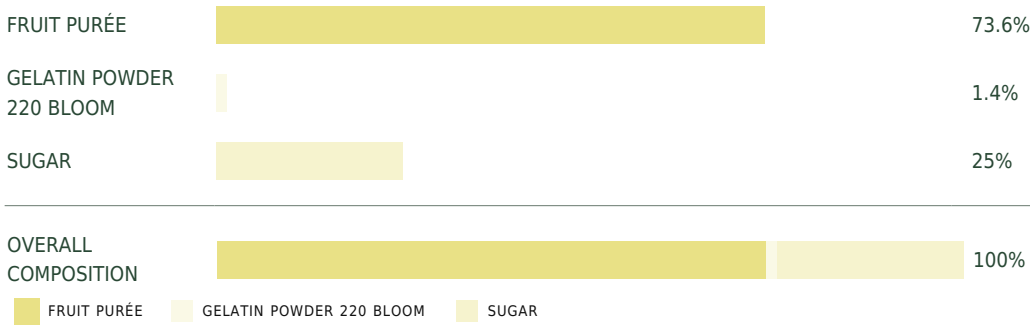 FRUIT PURÉE 73.6%
GELATIN POWDER
220 BLOOM 1.4%
SUGAR 25%
OVERALL
COMPOSITION 100%
FRUIT PURÉE GELATIN POWDER 220 BLOOM SUGAR